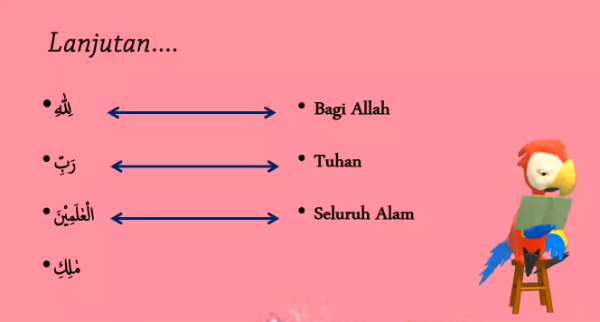 Lanjutan....
• لِلّٰهِ • Bagi Allah
• رَبِّ • Tuhan
• الْعٰلَمِيْنَ • Seluruh Alam
• مٰلِكِ